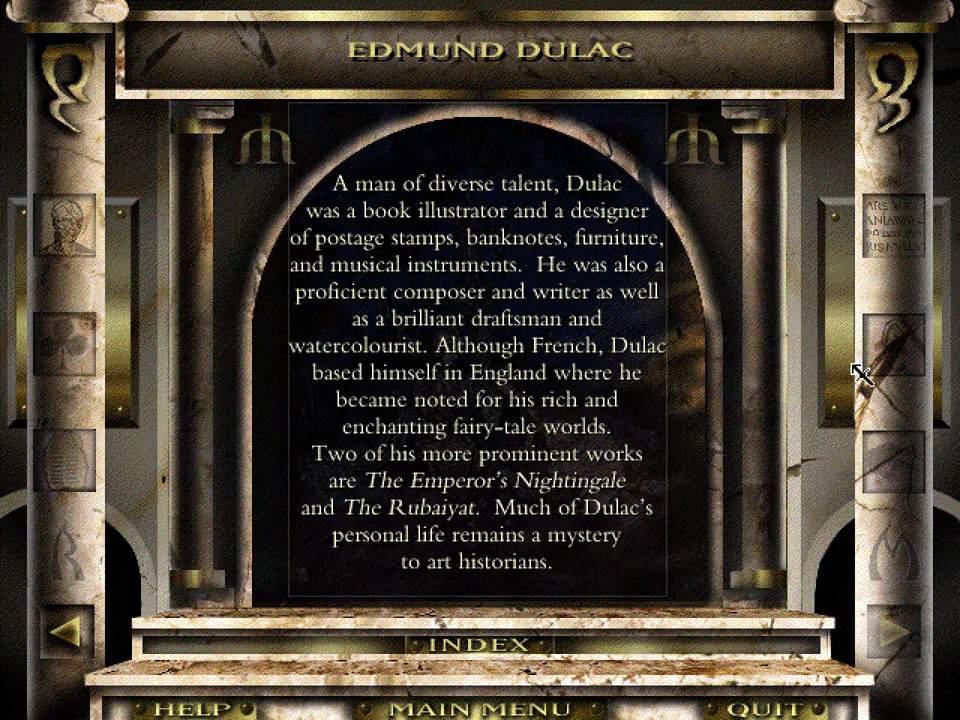 EDMUND DULAC
A man of diverse talent, Dulac
was a book illustrator and a designer
of postage stamps, banknotes, furniture,
and musical instruments.  He was also a
proficient composer and writer as well
as a brilliant draftsman and
watercolourist. Although French, Dulac
based himself in England where he
became noted for his rich and
enchanting fairy-tale worlds.
Two of his more prominent works
are The Emperor's Nightingale
and The Rubaiyat.  Much of Dulac's
personal life remains a mystery
to art historians.
INDEX
HELP
MAIN MENU
QUIT